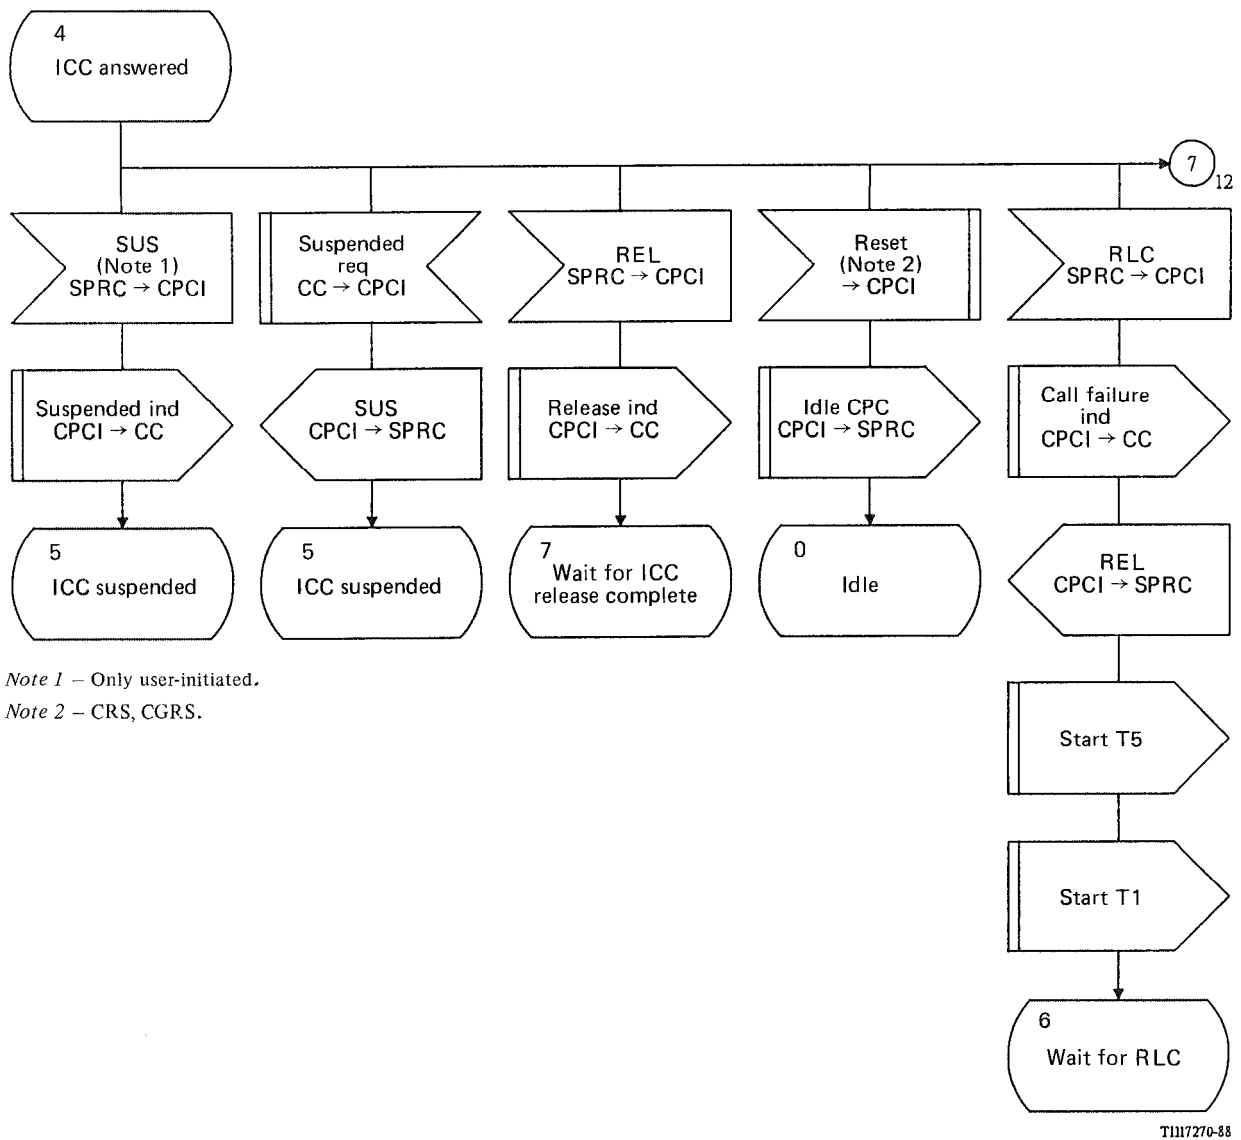 4
ICC answered
7
12
SUS
(Note 1)
SPRC → CPCI
Suspended
req
CC → CPCI
REL
SPRC → CPCI
Reset
(Note 2)
→ CPCI
RLC
SPRC → CPCI
Suspended ind
CPCI → CC
SUS
CPCI → SPRC
Release ind
CPCI → CC
Idle CPC
CPCI → SPRC
Call failure
ind
CPCI → CC
5
ICC suspended
5
ICC suspended
7
Wait for ICC
release complete
0
Idle
REL
CPCI → SPRC
Note 1 – Only user-initiated.
Note 2 – CRS, CGRS.
Start T5
Start T1
6
Wait for RLC
T1117270-88